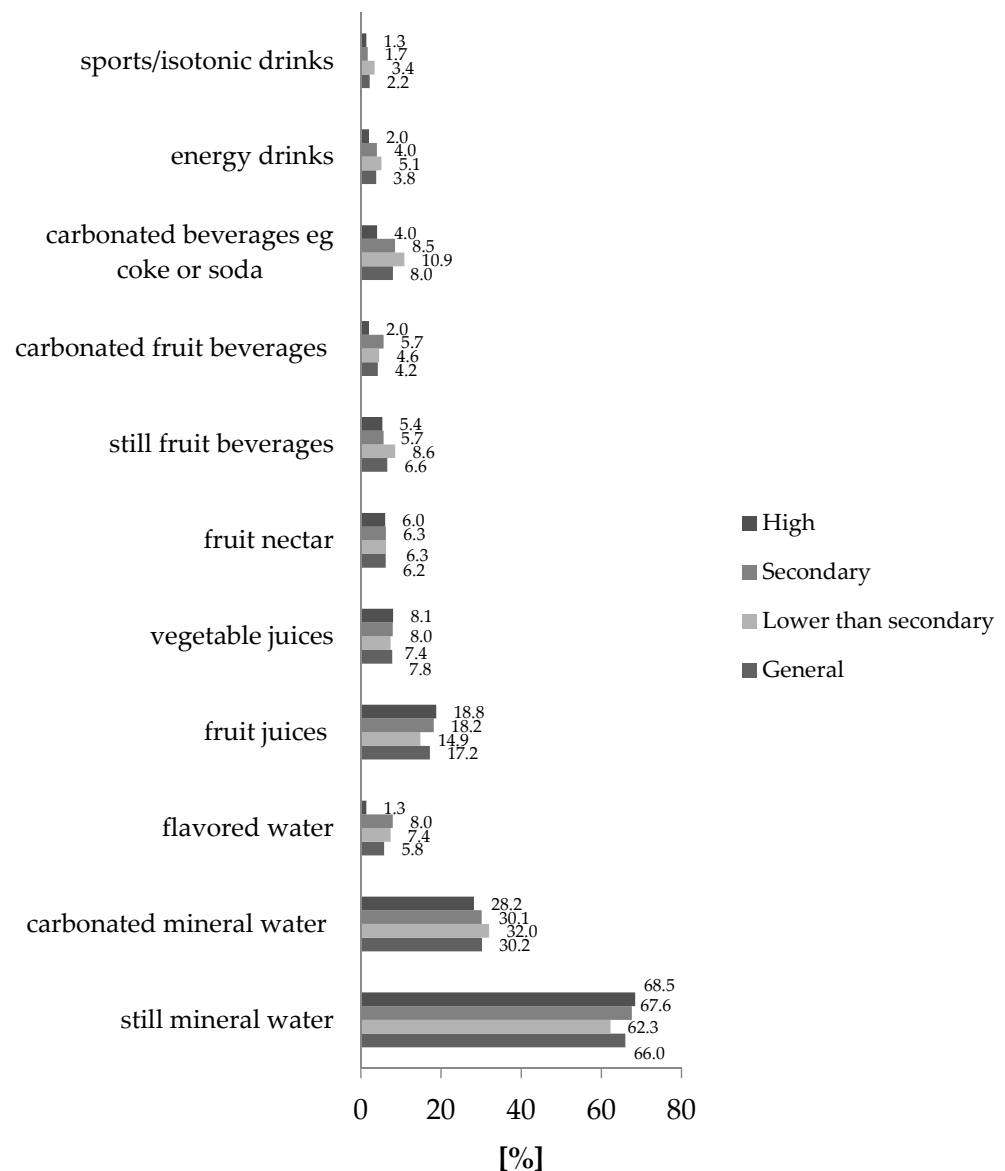 sports/isotonic drinks
1.3
1.7
3.4
2.2
energy drinks
2.0
4.0
5.1
3.8
carbonated beverages eg
coke or soda
4.0
8.5
10.9
8.0
carbonated fruit beverages
2.0
5.7
4.6
4.2
still fruit beverages
5.4
5.7
8.6
6.6
fruit nectar
6.0
6.3
6.3
6.2
vegetable juices
8.1
8.0
7.4
7.8
fruit juices
18.8
18.2
14.9
17.2
flavored water
1.3
8.0
7.4
5.8
carbonated mineral water
28.2
30.1
32.0
30.2
still mineral water
68.5
67.6
62.3
66.0
High
Secondary
Lower than secondary
General
0 20 40 60 80
[%]